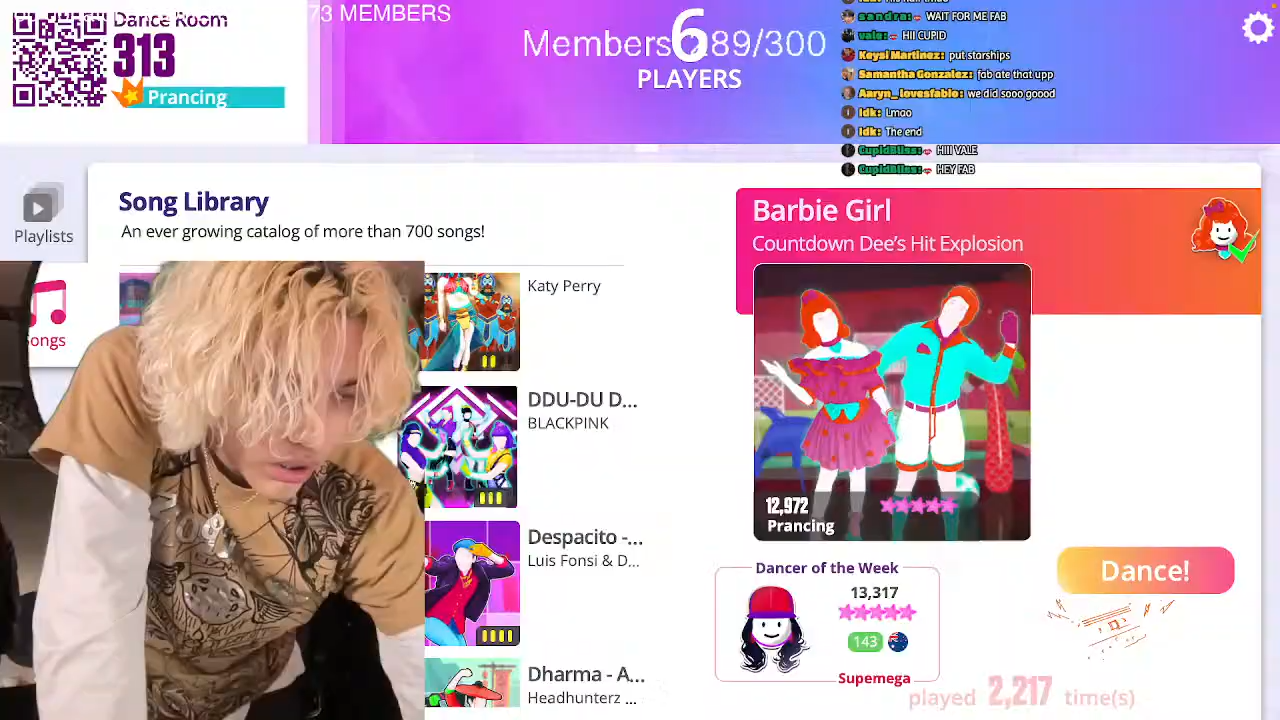 Dance Room
313
Prancing
73 MEMBERS
Members 289/300
6
PLAYERS
sandra: WAIT FOR ME FAB
vale: HII CUPID
Keysi Martinez: put starships
Samantha Gonzalez: fab ate that upp
Aaryn_lovesfabio: we did sooo goood
idk: Lmao
idk: The end
CupidBliss: HIII VALE
CupidBliss: HEY FAB
Playlists
Songs
Song Library
An ever growing catalog of more than 700 songs!
Katy Perry
DDU-DU D...
BLACKPINK
Despacito -...
Luis Fonsi & D...
Dharma - A...
Headhunterz ...
Barbie Girl
Countdown Dee's Hit Explosion
12,972
Prancing
Dancer of the Week
13,317
143
Supemega
Dance!
played 2,217 time(s)